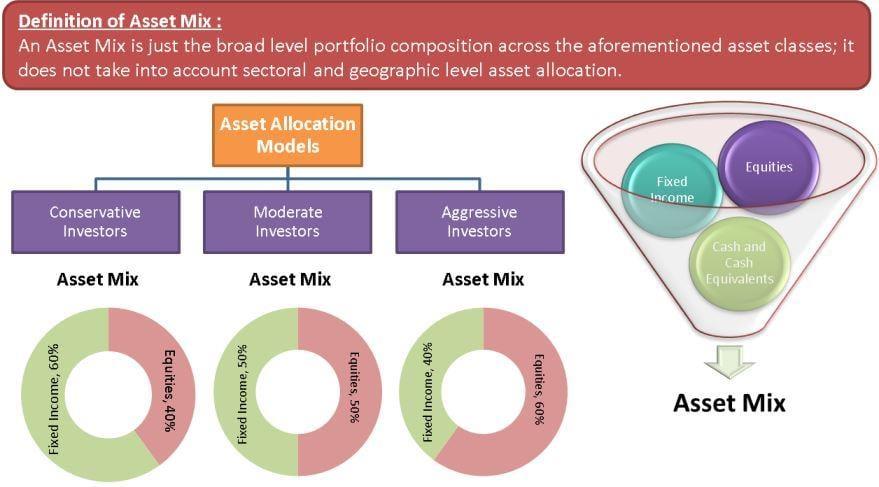 Definition of Asset Mix :
An Asset Mix is just the broad level portfolio composition across the aforementioned asset classes; it
does not take into account sectoral and geographic level asset allocation.
Asset Allocation
Models
Conservative
Investors
Moderate
Investors
Aggressive
Investors
Asset Mix
Asset Mix
Asset Mix
Fixed Income, 60%
Equities, 40%
Fixed Income, 50%
Equities, 50%
Fixed Income, 40%
Equities, 60%
Equities
Fixed
Income
Cash and
Cash
Equivalents
Asset Mix